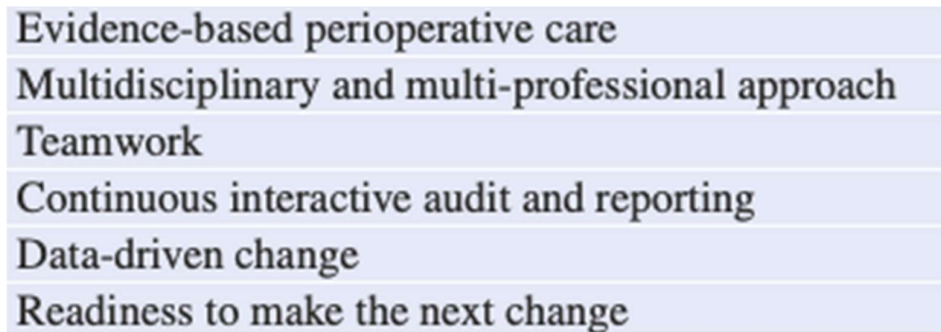 Evidence-based perioperative care
Multidisciplinary and multi-professional approach
Teamwork
Continuous interactive audit and reporting
Data-driven change
Readiness to make the next change